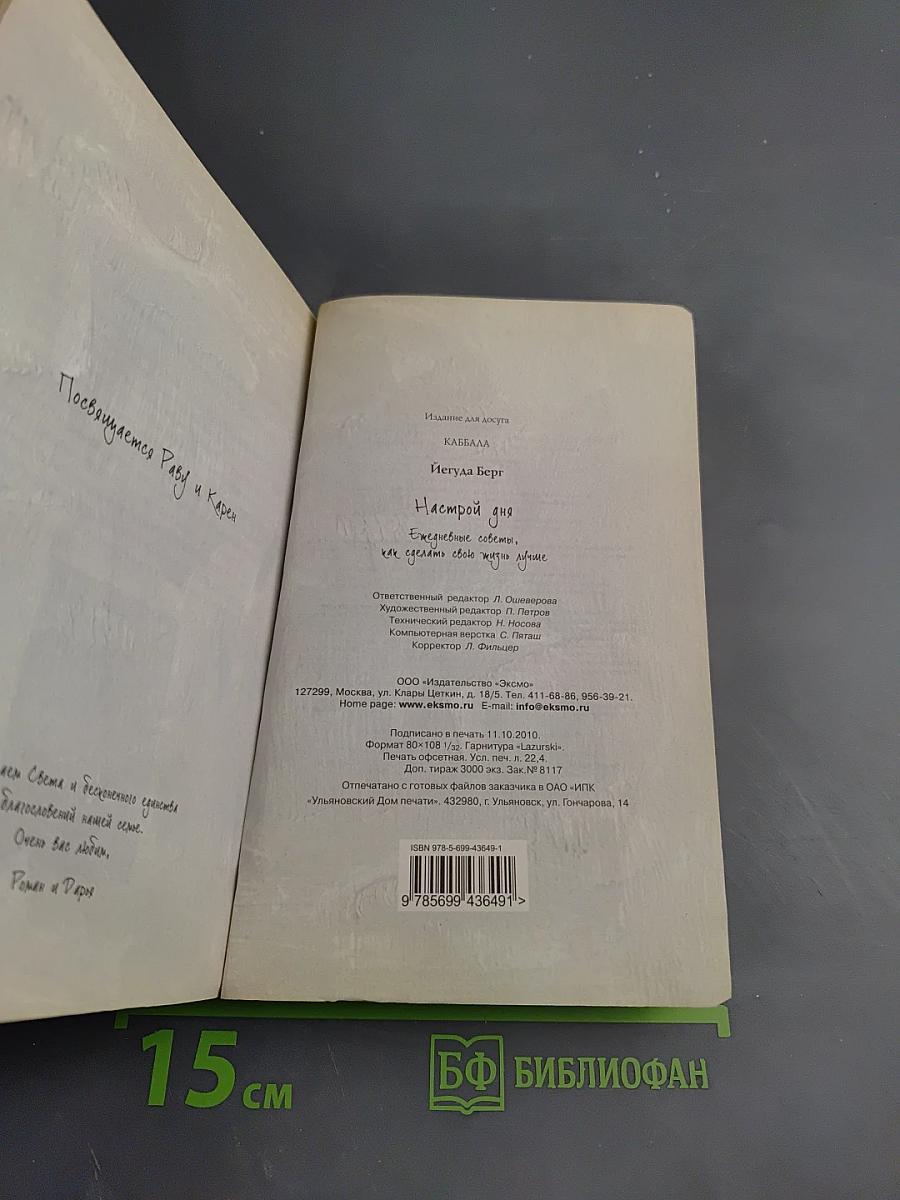 Посвящается Раву и Карен
Света и бесконечного единства
благословений нашей семье.
Очень вас любим,
Роман и Дарья
Издание для досуга
КАББАЛА
Йегуда Берг
Настрой дня
Ежедневные советы,
как сделать свою жизнь лучше
Ответственный редактор Л. Ошеверова
Художественный редактор П. Петров
Технический редактор Н. Носова
Компьютерная верстка С. Пяташ
Корректор Л. Фильцер
ООО «Издательство «Эксмо»
127299, Москва, ул. Клары Цеткин, д. 18/5. Тел. 411-68-86, 956-39-21.
Home page: www.eksmo.ru E-mail: info@eksmo.ru
Подписано в печать 11.10.2010.
Формат 80×108 1/32. Гарнитура «Lazurski».
Печать офсетная. Усл. печ. л. 22,4.
Доп. тираж 3000 экз. Зак. № 8117
Отпечатано с готовых файлов заказчика в ОАО «ИПК
«Ульяновский Дом печати». 432980, г. Ульяновск, ул. Гончарова, 14
ISBN 978-5-699-43649-1
9 785699 436491 >
15 см
БФ БИБЛИОФАН